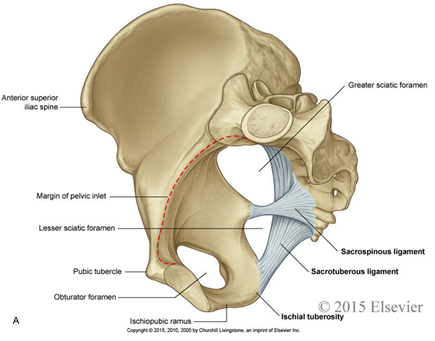 Greater sciatic foramen
Anterior superior
iliac spine
Margin of pelvic inlet
Lesser sciatic foramen
Sacrospinous ligament
Sacrotuberous ligament
Pubic tubercle
Obturator foramen
Ischial tuberosity
© 2015 Elsevier
A
Ischiopubic ramus
Copyright © 2015, 2010, 2005 by Churchill Livingstone, an imprint of Elsevier Inc.